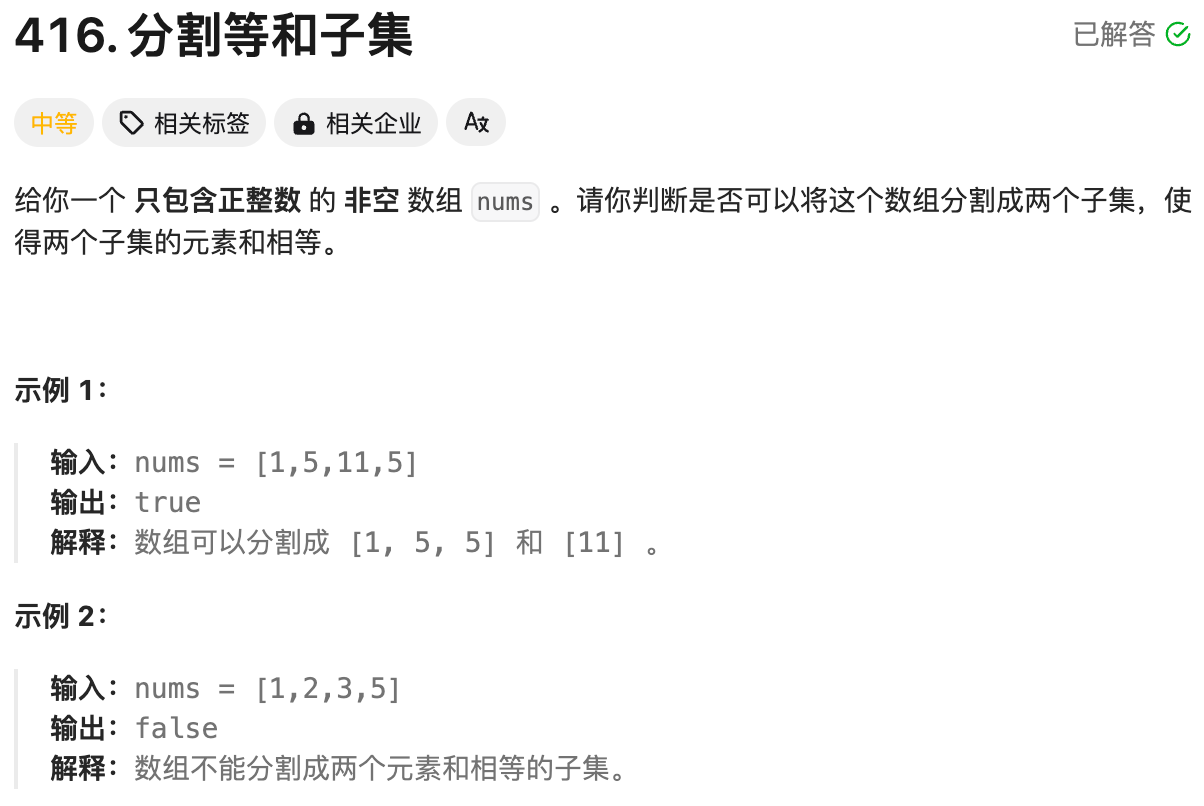 416. 分割等和子集
已解答
中等
相关标签
相关企业
给你一个 只包含正整数 的 非空 数组 nums 。请你判断是否可以将这个数组分割成两个子集，使
得两个子集的元素和相等。
示例 1：
输入：nums = [1,5,11,5]
输出：true
解释：数组可以分割成 [1, 5, 5] 和 [11] 。
示例 2：
输入：nums = [1,2,3,5]
输出：false
解释：数组不能分割成两个元素和相等的子集。